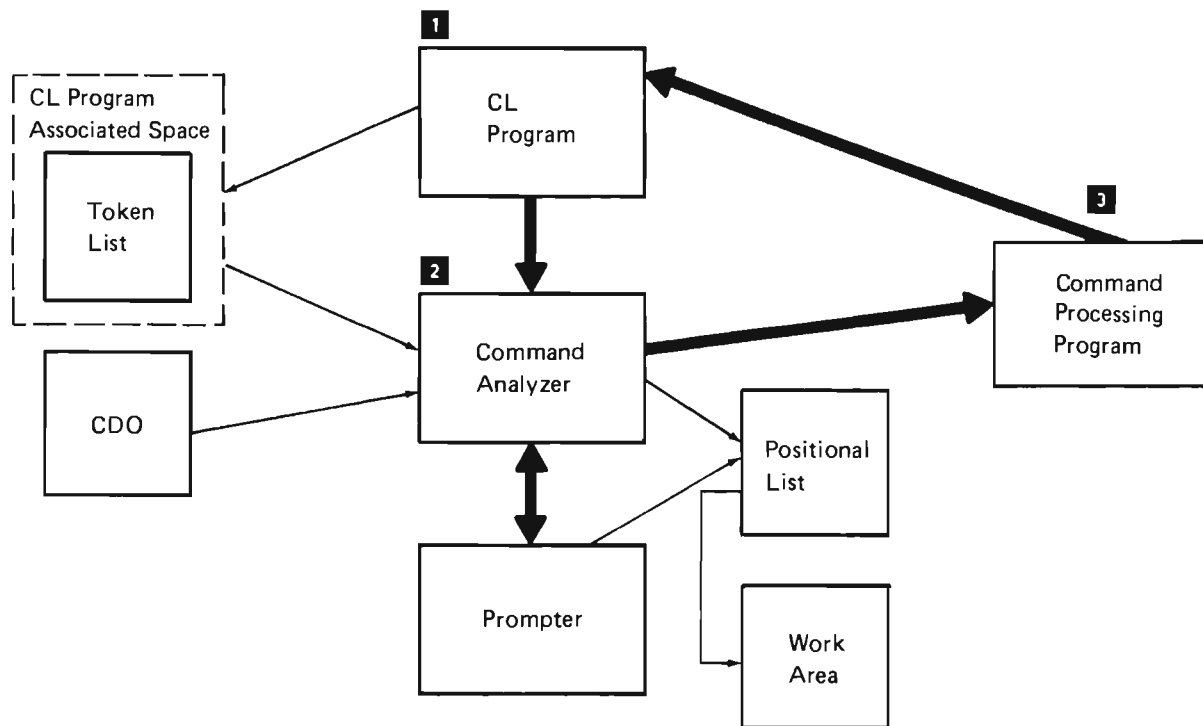 1
CL
Program
CL Program
Associated Space
Token
List
2
Command
Analyzer
3
Command
Processing
Program
CDO
Positional
List
Prompter
Work
Area